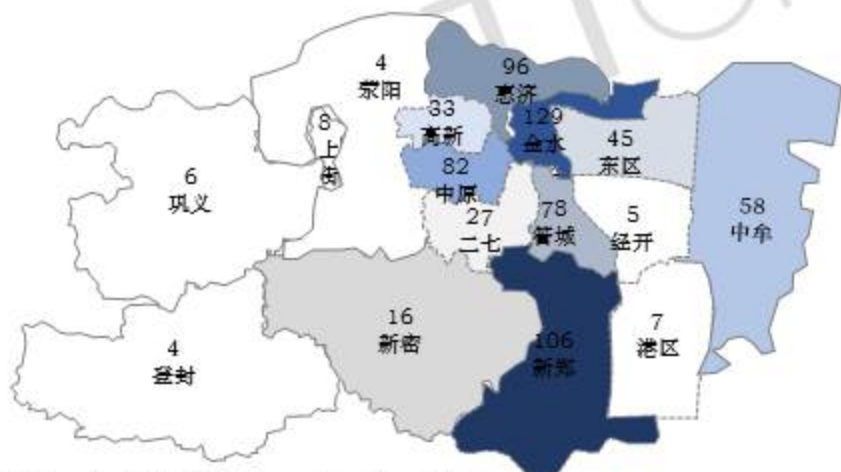 4
荥阳
96
惠济
33
高新
129
金水
8
上
街
45
东区
82
中原
6
巩义
27
二七
78
管城
5
经开
58
中牟
16
新密
106
新郑
7
港区
4
登封